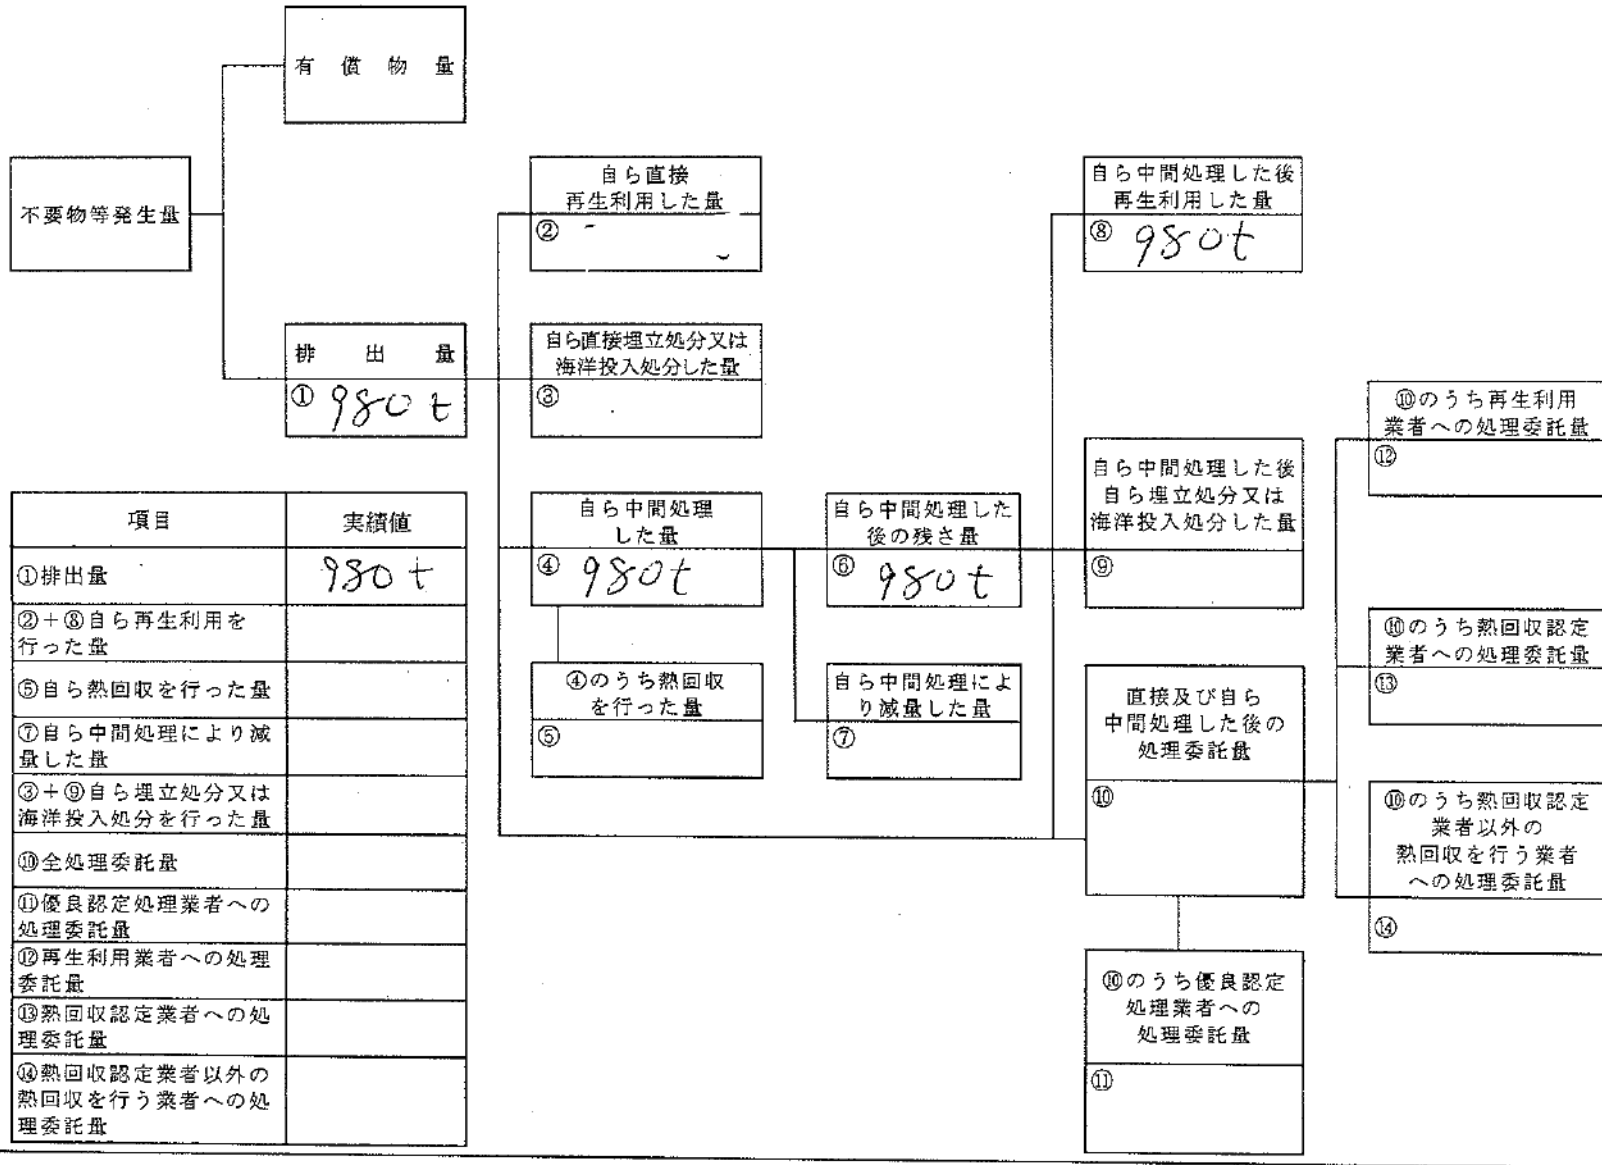 有償物量
不要物等発生量
排出量
① 980t
自ら直接
再生利用した量
② -
自ら直接埋立処分又は
海洋投入処分した量
③
自ら中間処理
した量
④ 980t
④のうち熱回収
を行った量
⑤
自ら中間処理した
後の残さ量
⑥ 980t
自ら中間処理によ
り減量した量
⑦
自ら中間処理した後
再生利用した量
⑧ 980t
自ら中間処理した後
自ら埋立処分又は
海洋投入処分した量
⑨
直接及び自ら
中間処理した後の
処理委託量
⑩
⑩のうち優良認定
処理業者への
処理委託量
⑪
⑩のうち再生利用
業者への処理委託量
⑫
⑩のうち熱回収認定
業者への処理委託量
⑬
⑩のうち熱回収認定
業者以外の
熱回収を行う業者
への処理委託量
⑭
項目 実績値
①排出量 980t
②+⑧自ら再生利用を
行った量
⑤自ら熱回収を行った量
⑦自ら中間処理により減
量した量
③+⑨自ら埋立処分又は
海洋投入処分を行った量
⑩全処理委託量
⑪優良認定処理業者への
処理委託量
⑫再生利用業者への処理
委託量
⑬熱回収認定業者への処
理委託量
⑭熱回収認定業者以外の
熱回収を行う業者への処
理委託量